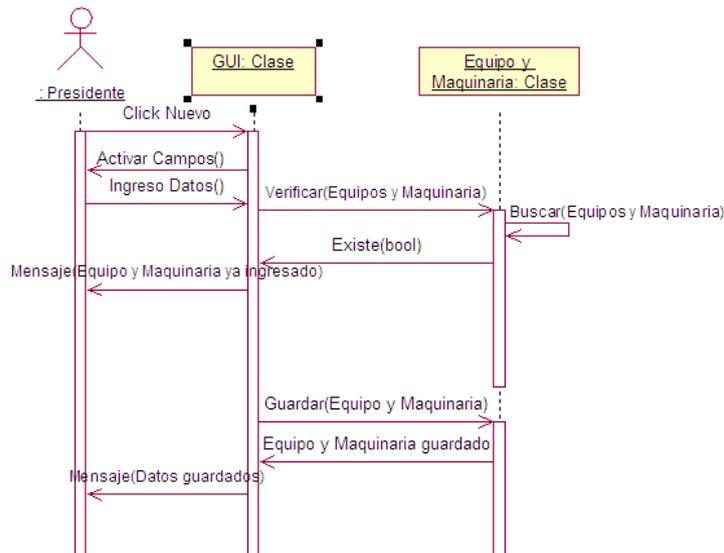 GUI: Clase
Equipo y
Maquinaria: Clase
: Presidente
Click Nuevo
Activar Campos()
Ingreso Datos()
Verificar(Equipos y Maquinaria)
Buscar(Equipos y Maquinaria)
Existe(bool)
Mensaje(Equipo y Maquinaria ya ingresado)
Guardar(Equipo y Maquinaria)
Equipo y Maquinaria guardado
Mensaje(Datos guardados)